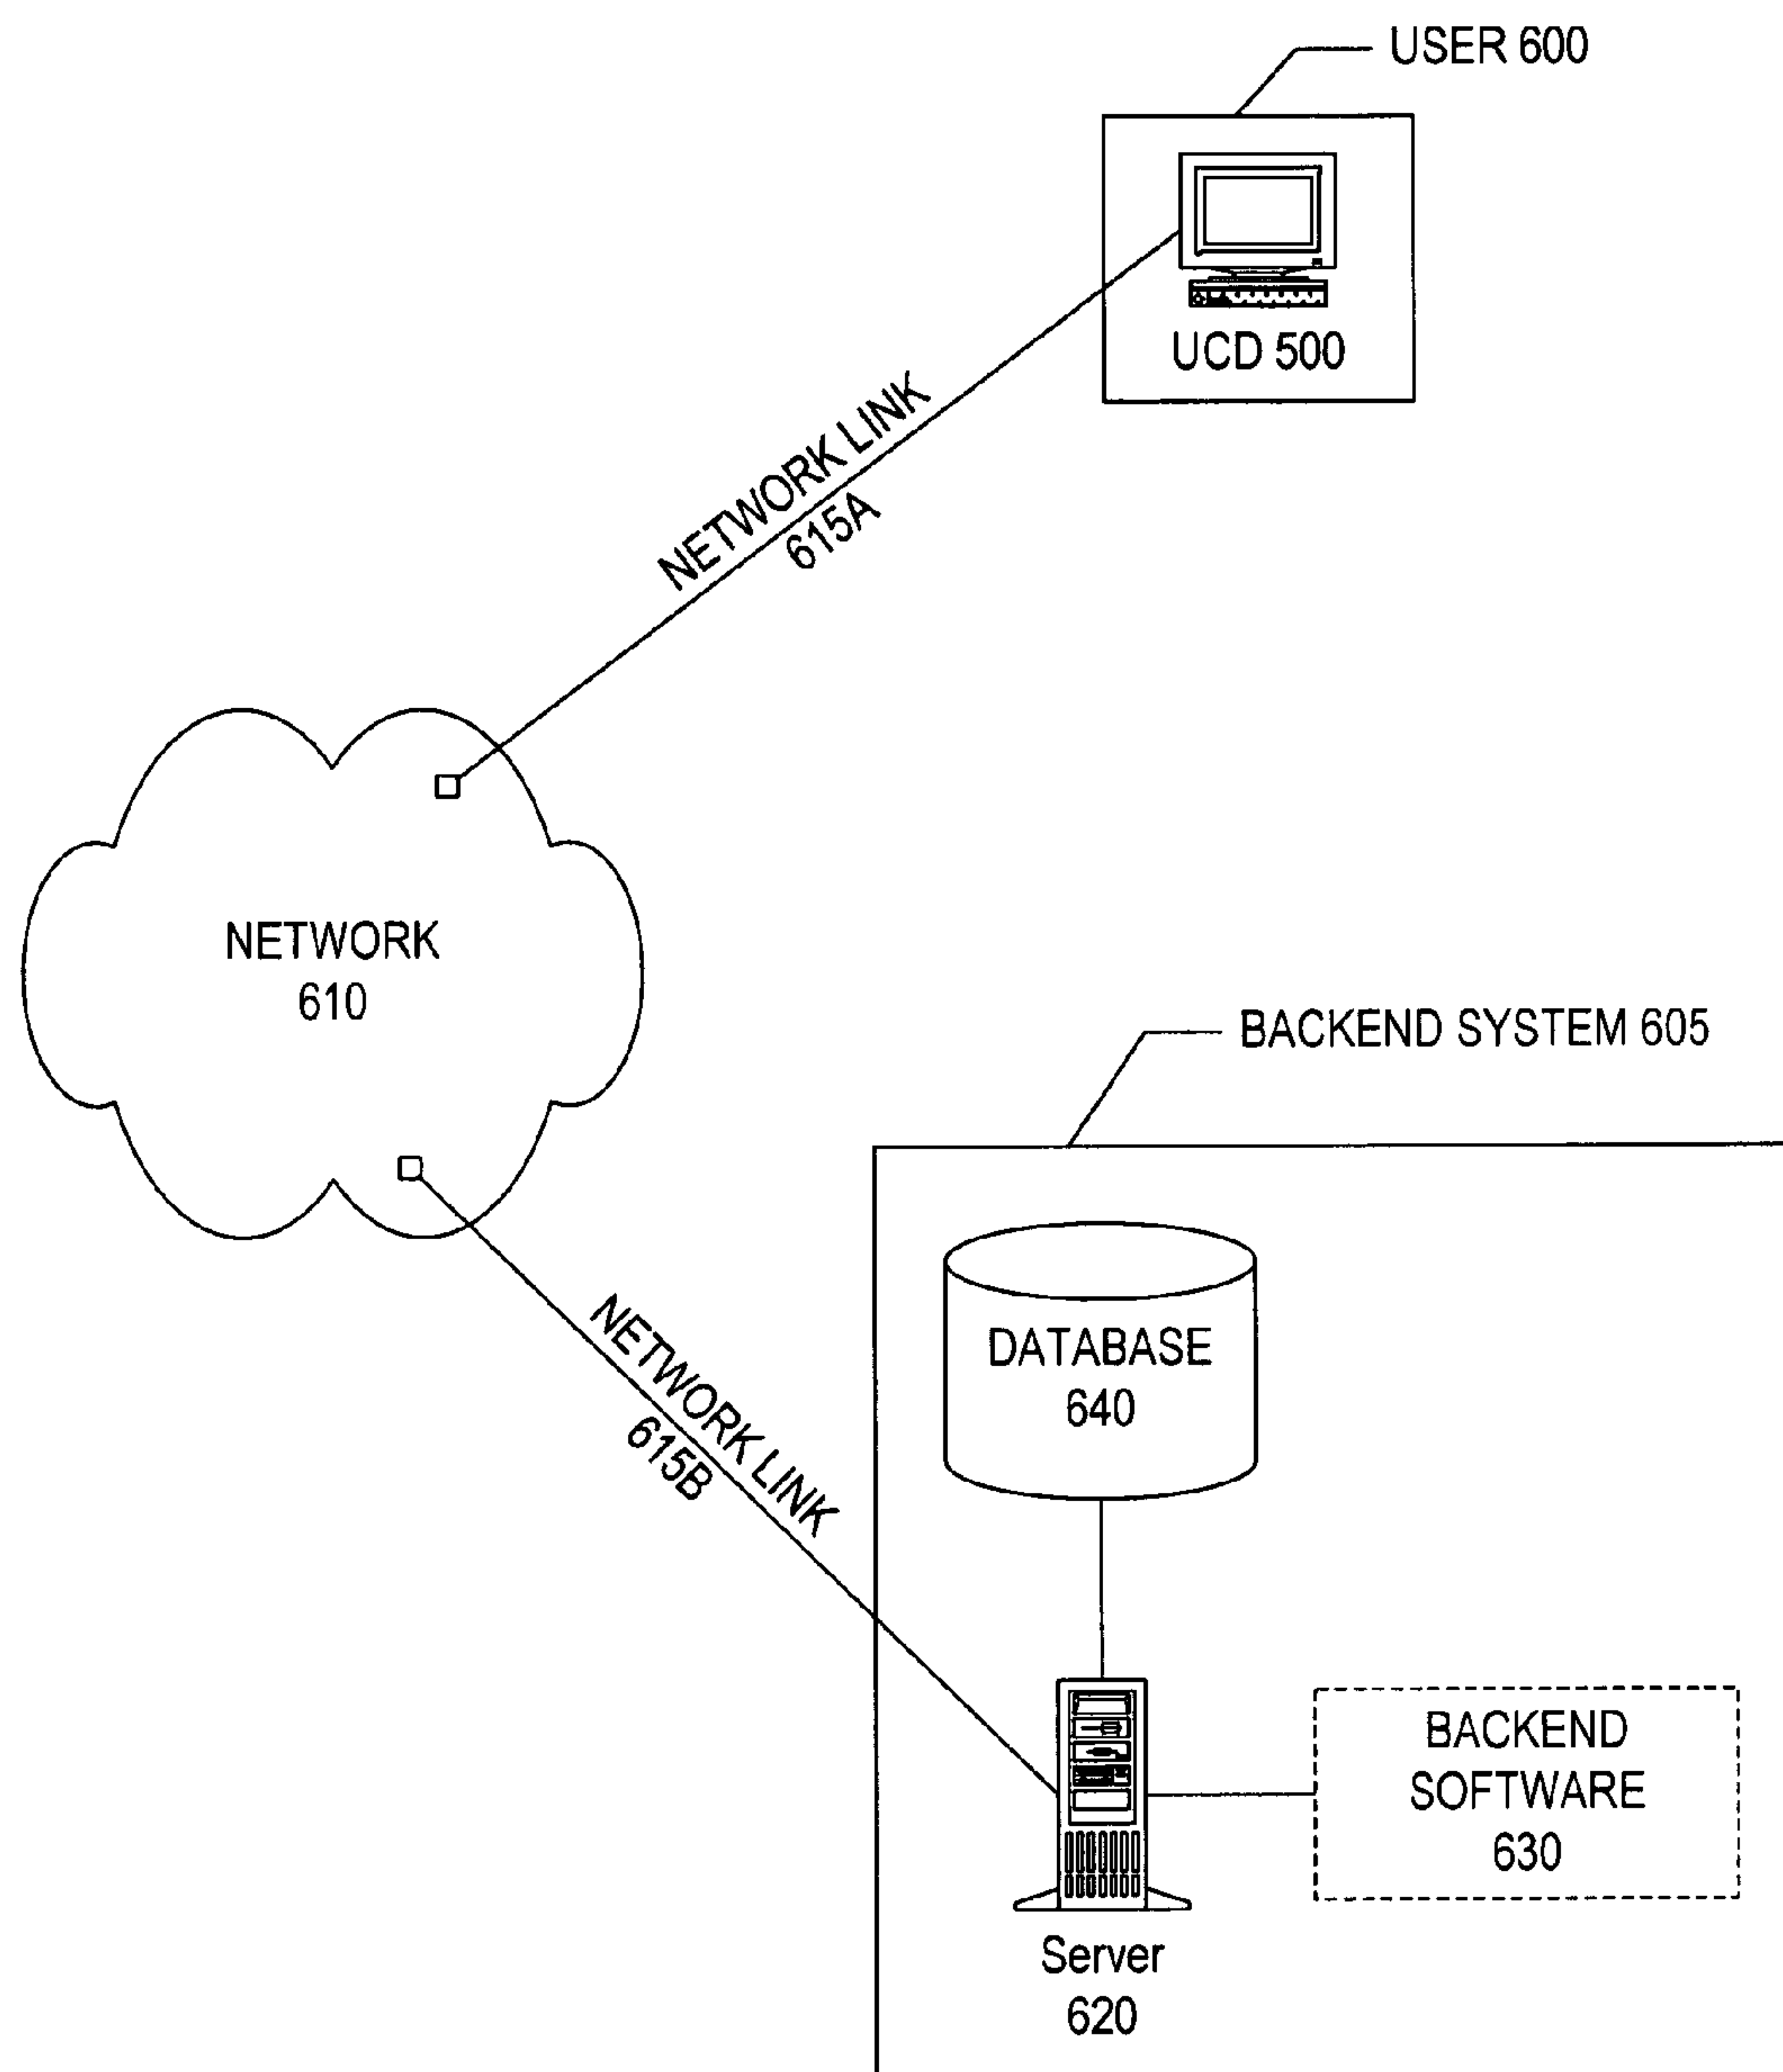 USER 600
UCD 500
NETWORK LINK
615A
NETWORK
610
BACKEND SYSTEM 605
DATABASE
640
NETWORK LINK
615B
BACKEND
SOFTWARE
630
Server
620